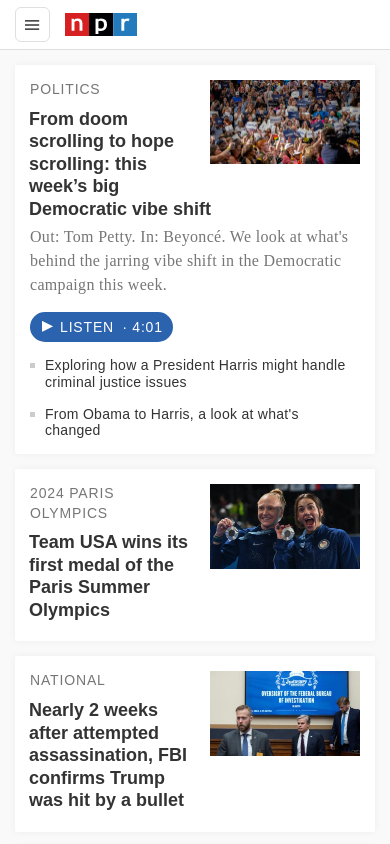 npr
POLITICS
From doom
scrolling to hope
scrolling: this
week's big
Democratic vibe shift
Out: Tom Petty. In: Beyoncé. We look at what's
behind the jarring vibe shift in the Democratic
campaign this week.
LISTEN · 4:01
Exploring how a President Harris might handle
criminal justice issues
From Obama to Harris, a look at what's
changed
2024 PARIS
OLYMPICS
Team USA wins its
first medal of the
Paris Summer
Olympics
NATIONAL
OVERSIGHT OF THE FEDERAL BUREAU
OF INVESTIGATION
Nearly 2 weeks
after attempted
assassination, FBI
confirms Trump
was hit by a bullet